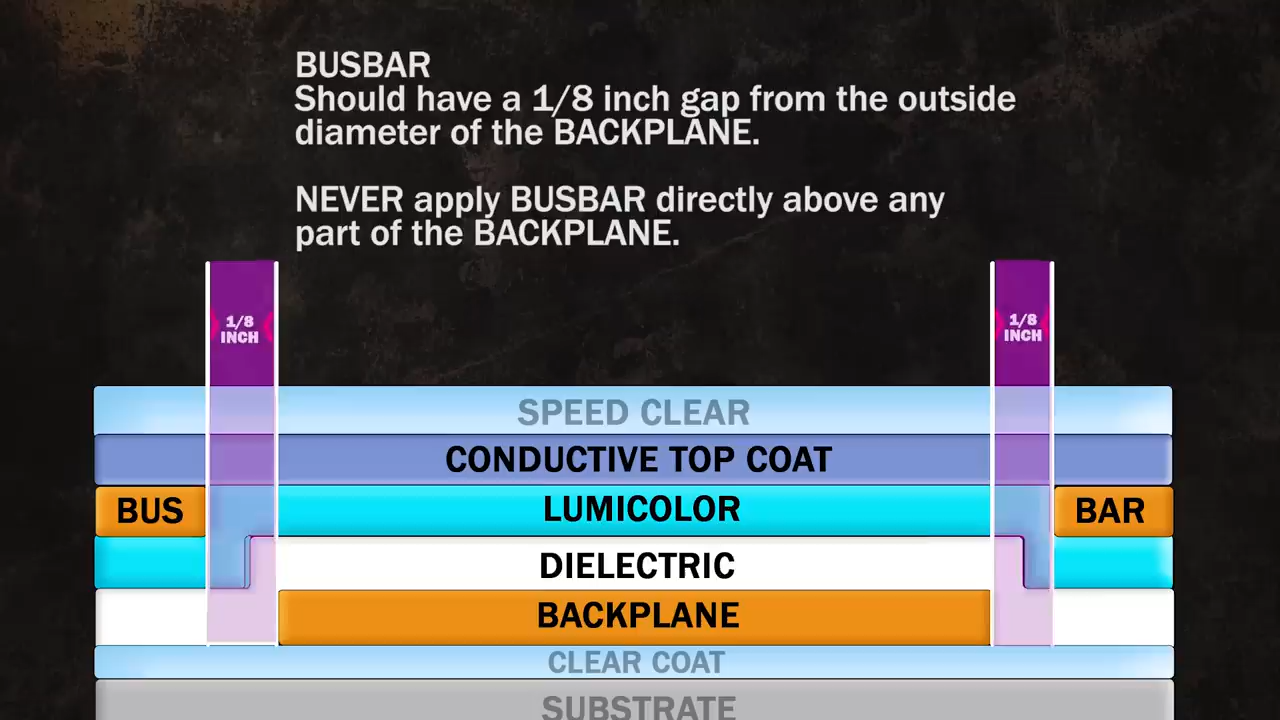 BUSBAR
Should have a 1/8 inch gap from the outside
diameter of the BACKPLANE.
NEVER apply BUSBAR directly above any
part of the BACKPLANE.
1/8
INCH
1/8
INCH
SPEED CLEAR
CONDUCTIVE TOP COAT
BUS
LUMICOLOR
BAR
DIELECTRIC
BACKPLANE
CLEAR COAT
SUBSTRATE